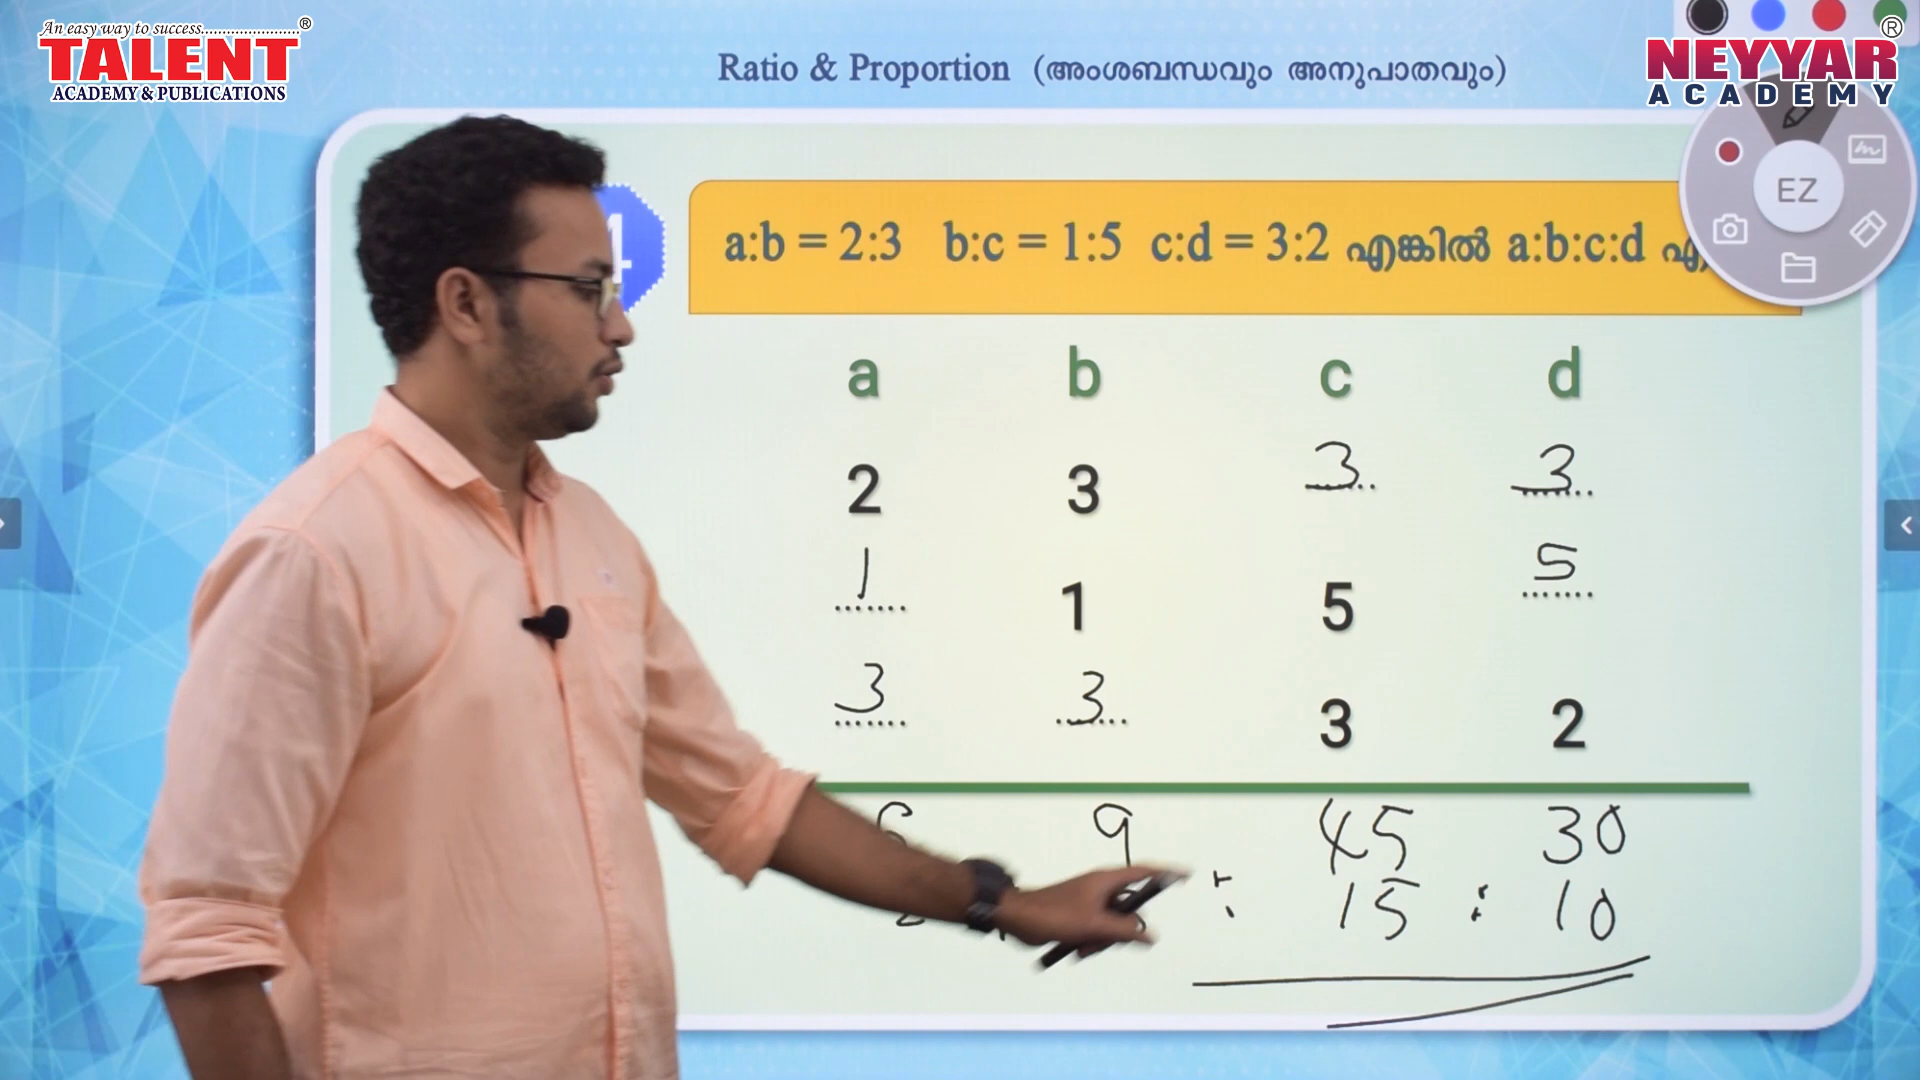 An easy way to success........................®
TALENT
ACADEMY & PUBLICATIONS
Ratio & Proportion (അംശബന്ധവും അനുപാതവും)
®
NEYYAR
ACADEMY
EZ
4
a:b = 2:3 b:c = 1:5 c:d = 3:2 എങ്കിൽ a:b:c:d
a b c d
2 3 3 3
1 1 5 5
3 3 3 2
6 9 45 30
: 15 : 10